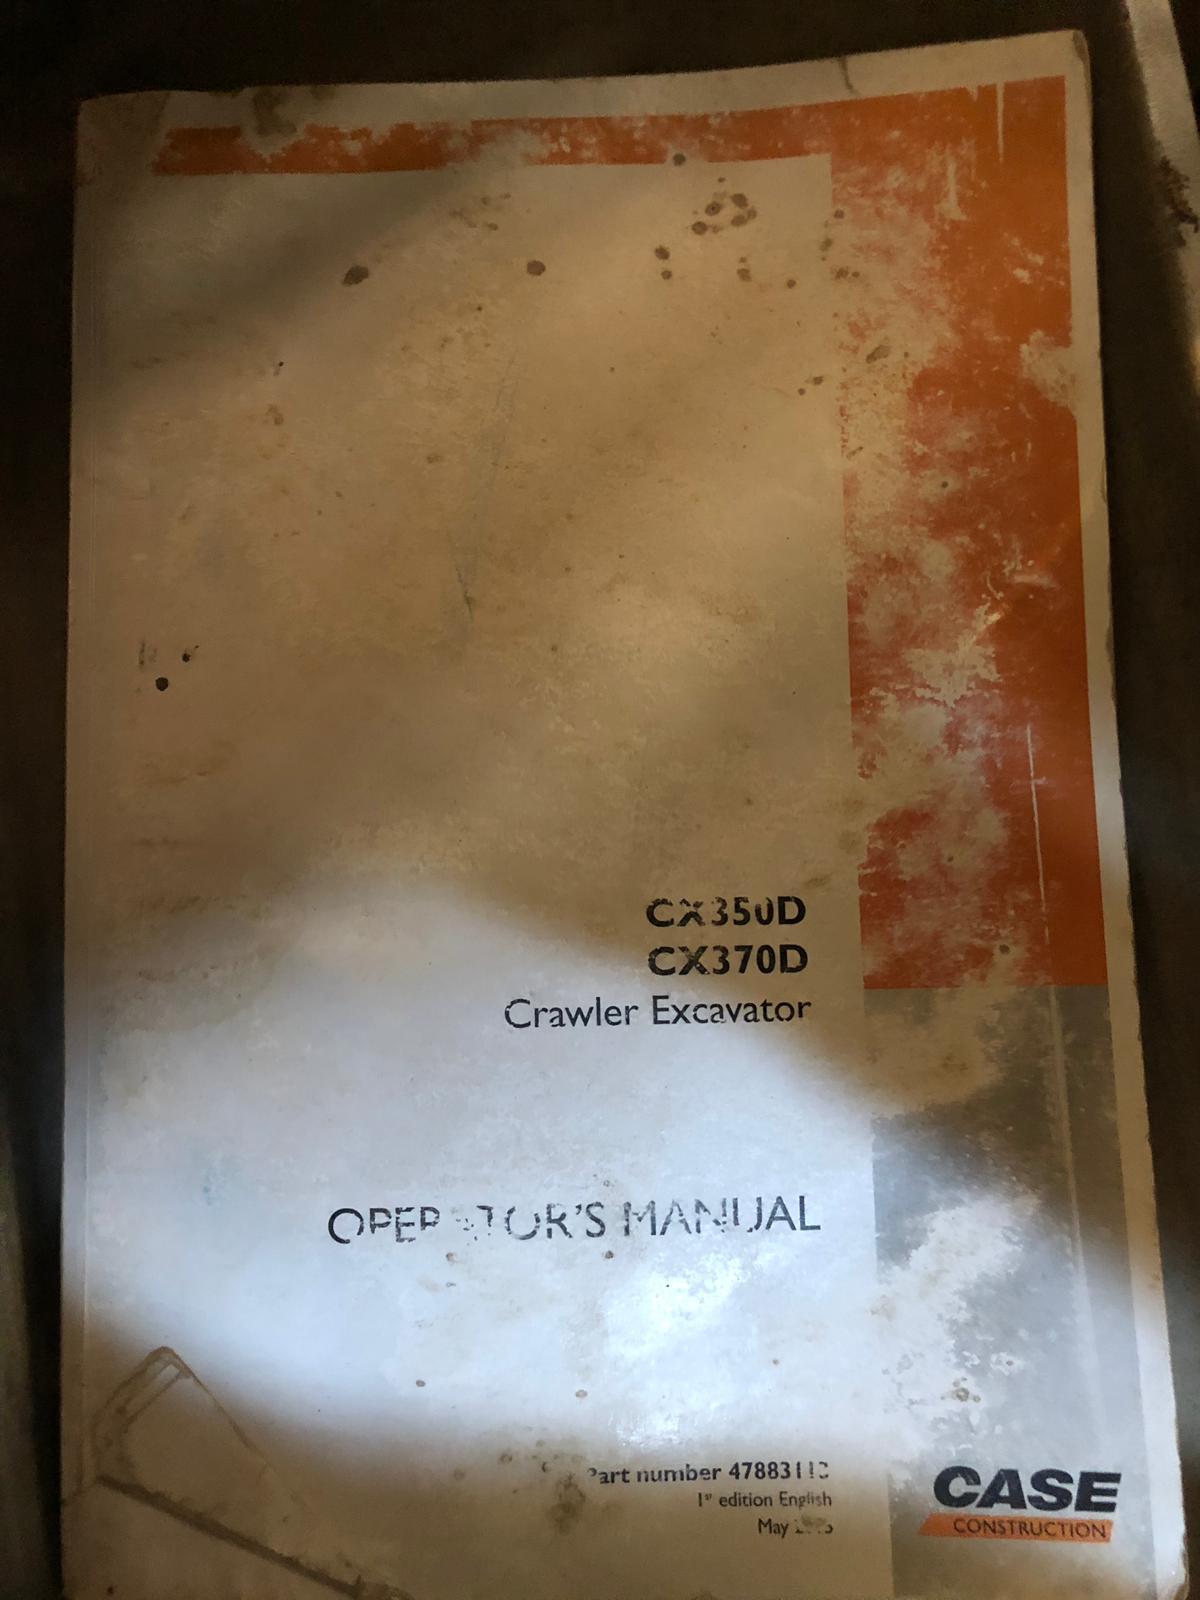 CX350D
CX370D
Crawler Excavator
OPERATOR'S MANUAL
Part number
1st edition English
May
CASE
CONSTRUCTION